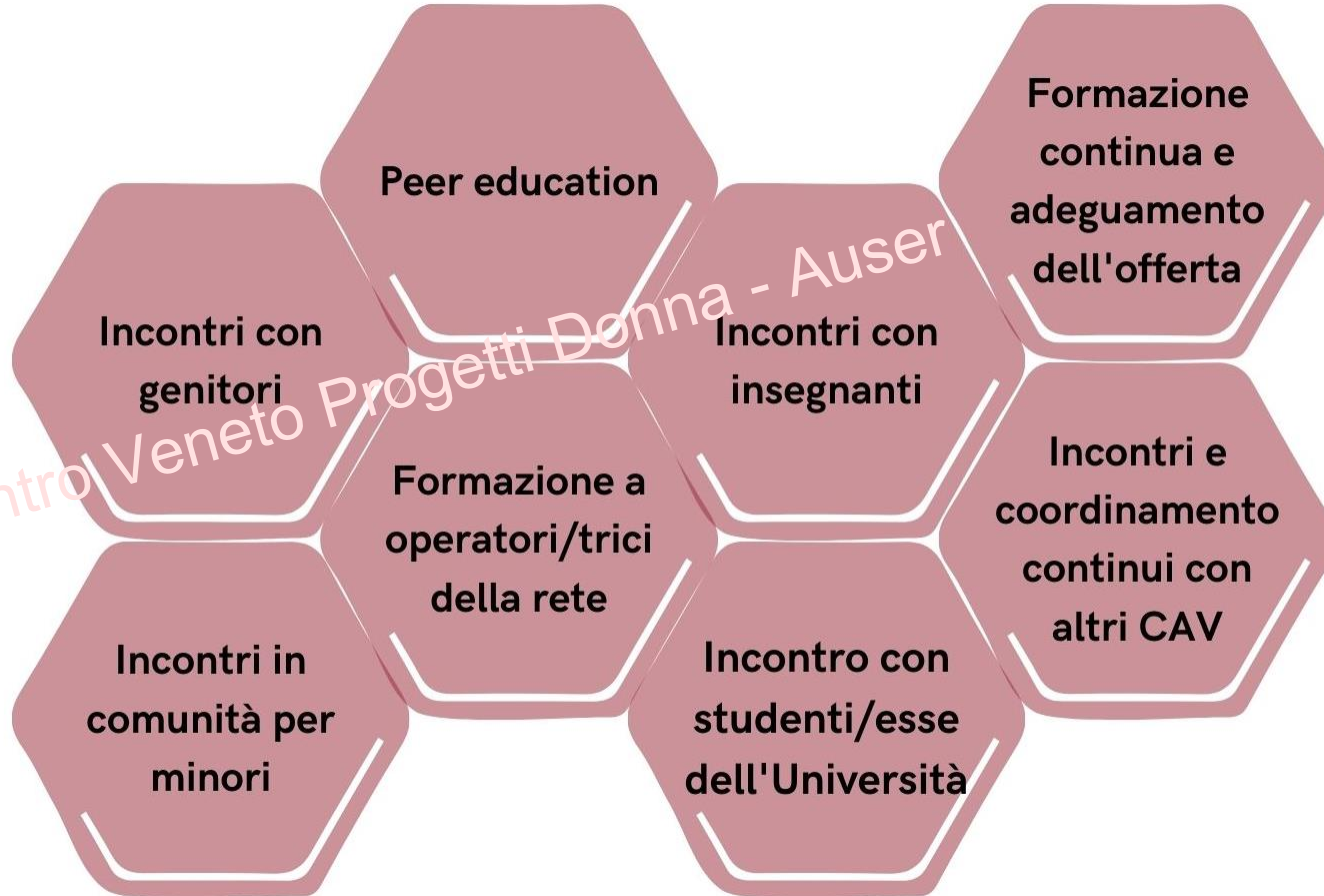 Peer education
Formazione
continua e
adeguamento
dell'offerta
Incontri con
genitori
Incontri con
insegnanti
Formazione a
operatori/trici
della rete
Incontri e
coordinamento
continui con
altri CAV
Incontri in
comunità per
minori
Incontro con
studenti/esse
dell'Università
Veneto Progetti Donna - Auser